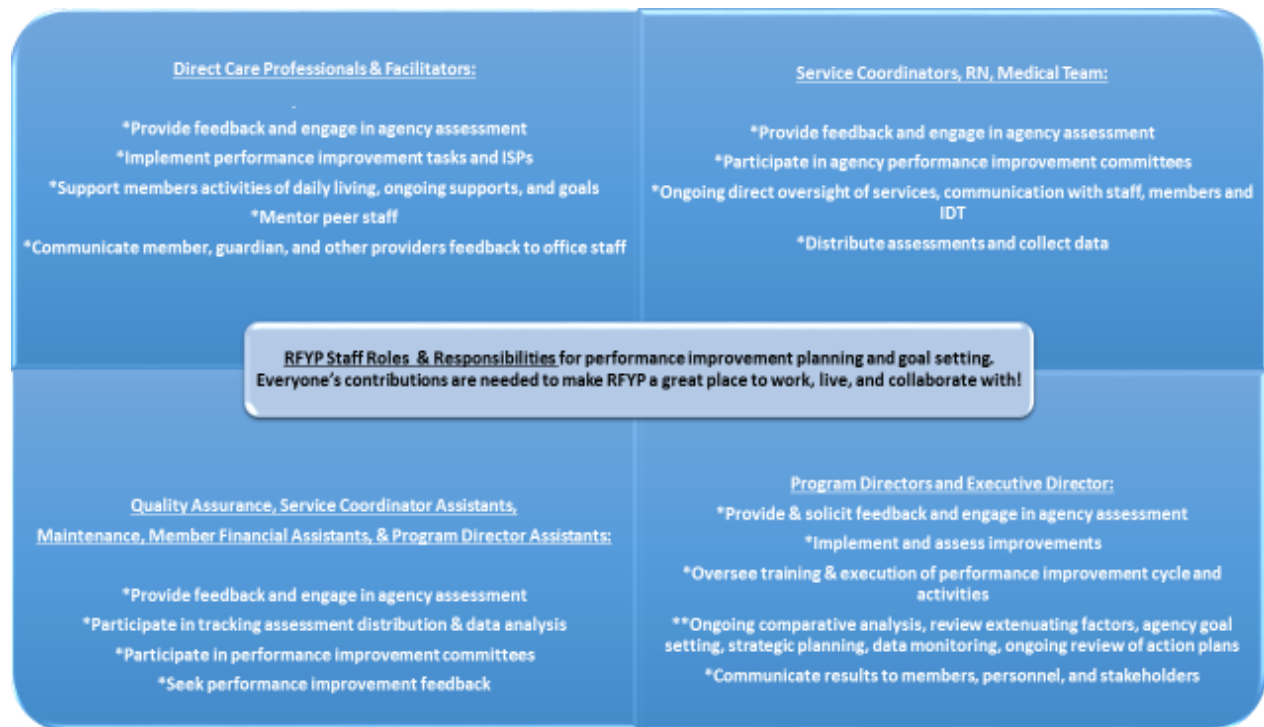 Direct Care Professionals & Facilitators:
*Provide feedback and engage in agency assessment
*Implement performance improvement tasks and ISPs
*Support members activities of daily living, ongoing supports, and goals
*Mentor peer staff
*Communicate member, guardian, and other providers feedback to office staff
Service Coordinators, RN, Medical Team:
*Provide feedback and engage in agency assessment
*Participate in agency performance improvement committees
*Ongoing direct oversight of services, communication with staff, members and
IDT
*Distribute assessments and collect data
RFYP Staff Roles & Responsibilities for performance improvement planning and goal setting.
Everyone's contributions are needed to make RFYP a great place to work, live, and collaborate with!
Quality Assurance, Service Coordinator Assistants,
Maintenance, Member Financial Assistants, & Program Director Assistants:
*Provide feedback and engage in agency assessment
*Participate in tracking assessment distribution & data analysis
*Participate in performance improvement committees
*Seek performance improvement feedback
Program Directors and Executive Director:
*Provide & solicit feedback and engage in agency assessment
*Implement and assess improvements
*Oversee training & execution of performance improvement cycle and
activities
**Ongoing comparative analysis, review extenuating factors, agency goal
setting, strategic planning, data monitoring, ongoing review of action plans
*Communicate results to members, personnel, and stakeholders